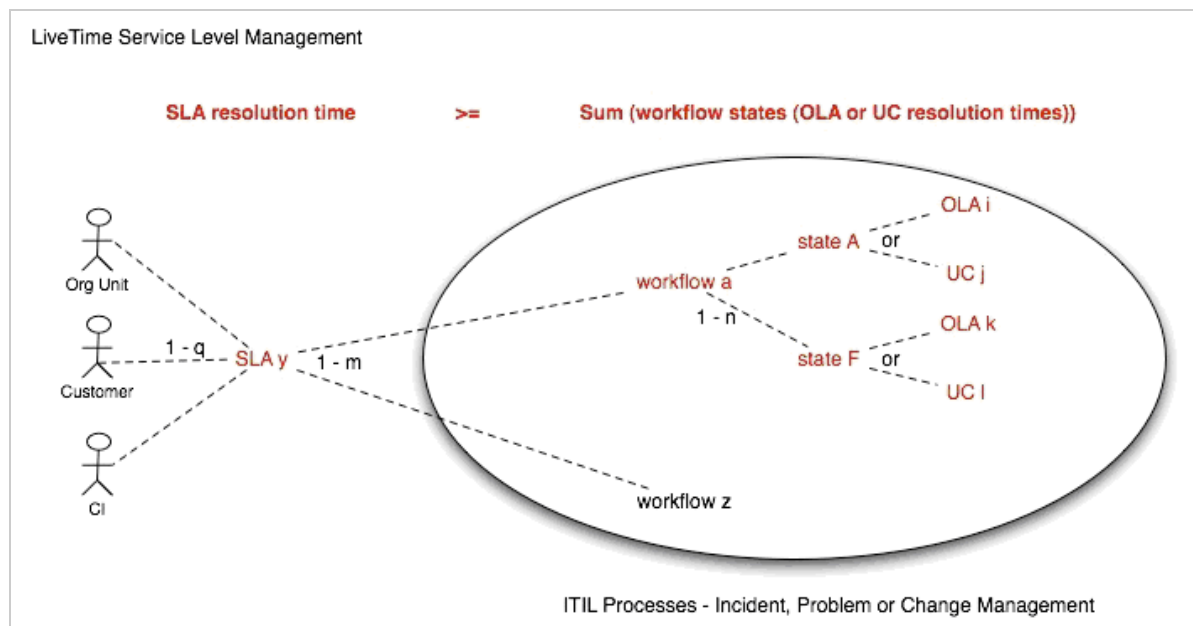 LiveTime Service Level Management
SLA resolution time >= Sum (workflow states (OLA or UC resolution times))
OLA i
state A or
Org Unit
UC j
workflow a
1 - n
OLA k
1 - q
SLA y
1 - m
state F or
Customer
UC l
workflow z
CI
ITIL Processes - Incident, Problem or Change Management